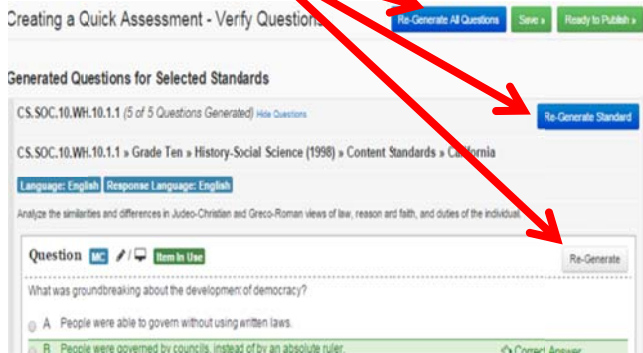 Creating a Quick Assessment - Verify Questions Re-Generate All Questions Save » Ready to Publish »
Generated Questions for Selected Standards
CS.SOC.10.WH.10.1.1 (5 of 5 Questions Generated) Hide Questions Re-Generate Standard
CS.SOC.10.WH.10.1.1 » Grade Ten » History-Social Science (1998) » Content Standards » California
Language: English Response Language: English
Analyze the similarities and differences in Judeo-Christian and Greco-Roman views of law, reason and faith, and duties of the individual.
Question MC / Item In Use Re-Generate
What was groundbreaking about the development of democracy?
A People were able to govern without using written laws.
B People were governed by councils, instead of by an absolute ruler. Correct Answer